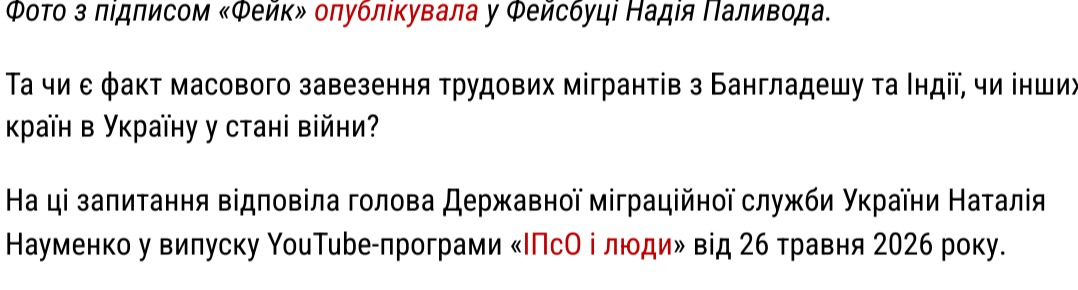 Фото з підписом «Фейк» опублікувала у Фейсбуці Надія Паливода.
Та чи є факт масового завезення трудових мігрантів з Бангладешу та Індії, чи інших
країн в Україну у стані війни?
На ці запитання відповіла голова Державної міграційної служби України Наталія
Науменко у випуску YouTube-програми «ІПсО і люди» від 26 травня 2026 року.